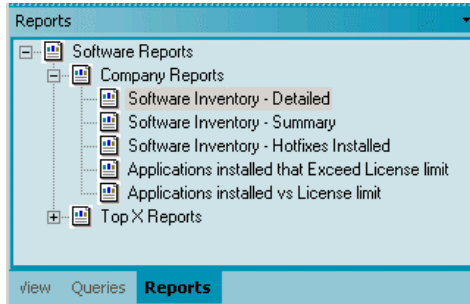 Reports
Software Reports
Company Reports
Software Inventory - Detailed
Software Inventory - Summary
Software Inventory - Hotfixes Installed
Applications installed that Exceed License limit
Applications installed vs License limit
Top X Reports
View Queries Reports